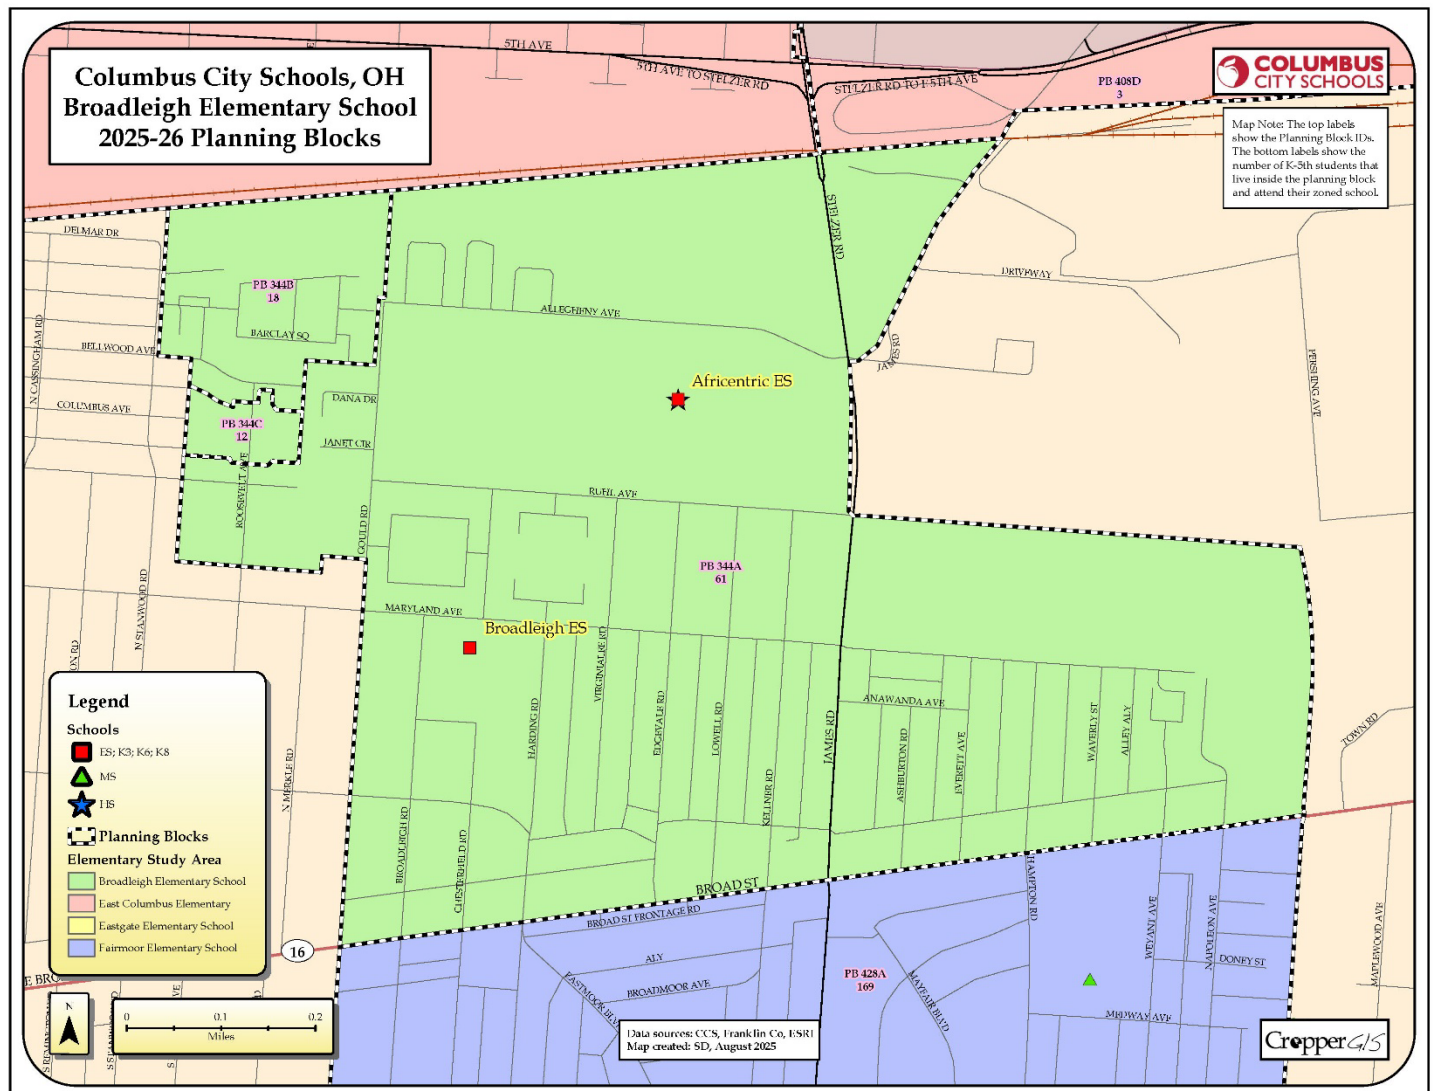 Columbus City Schools, OH
Broadleigh Elementary School
2025-26 Planning Blocks
COLUMBUS
CITY SCHOOLS
Map Note: The top labels
show the Planning Block IDs.
The bottom labels show the
number of K-5th students that
live inside the planning block
and attend their zoned school.
5TH AVE
5TH AVE TO STELZER RD
STELZER RD TO E 5TH AVE
PB 408D
3
STELZER RD
DELMAR DR
PB 344B
18
BARCLAY SQ
BELLWOOD AVE
N CASSINGHAM RD
COLUMBUS AVE
ALLEGHENY AVE
DRIVEWAY
JAMES RD
PERSHING AVE
Africentric ES
DANA DR
JANET CIR
PB 344C
12
ROOSEVELT AVE
GOULD RD
RUHL AVE
PB 344A
61
N STANWOOD RD
MARYLAND AVE
Broadleigh ES
VIRGINIALEE RD
HARDING RD
EDGEVALE RD
LOWELL RD
KELLNER RD
JAMES RD
ANAWANDA AVE
ASHBURTON RD
EVERETT AVE
WAVERLY ST
ALLEY ALY
TOWN RD
ON RD
N MERKLE RD
BROADLEIGH RD
CHESTERFIELD RD
BROAD ST
BROAD ST FRONTAGE RD
HAMPTON RD
WEYANT AVE
NAPOLEON AVE
DONEY ST
MAPLEWOOD AVE
ALY
BROADMOOR AVE
EASTMOOR BLV
PB 428A
169
MAYFAIR BLVD
MEDWAY AVE
Legend
Schools
ES; K3; K6; K8
MS
HS
Planning Blocks
Elementary Study Area
Broadleigh Elementary School
East Columbus Elementary
Eastgate Elementary School
Fairmoor Elementary School
16
E BRO
N
0 0.1 0.2
Miles
Data sources: CCS, Franklin Co, ESRI
Map created: SD, August 2025
Cropper GIS